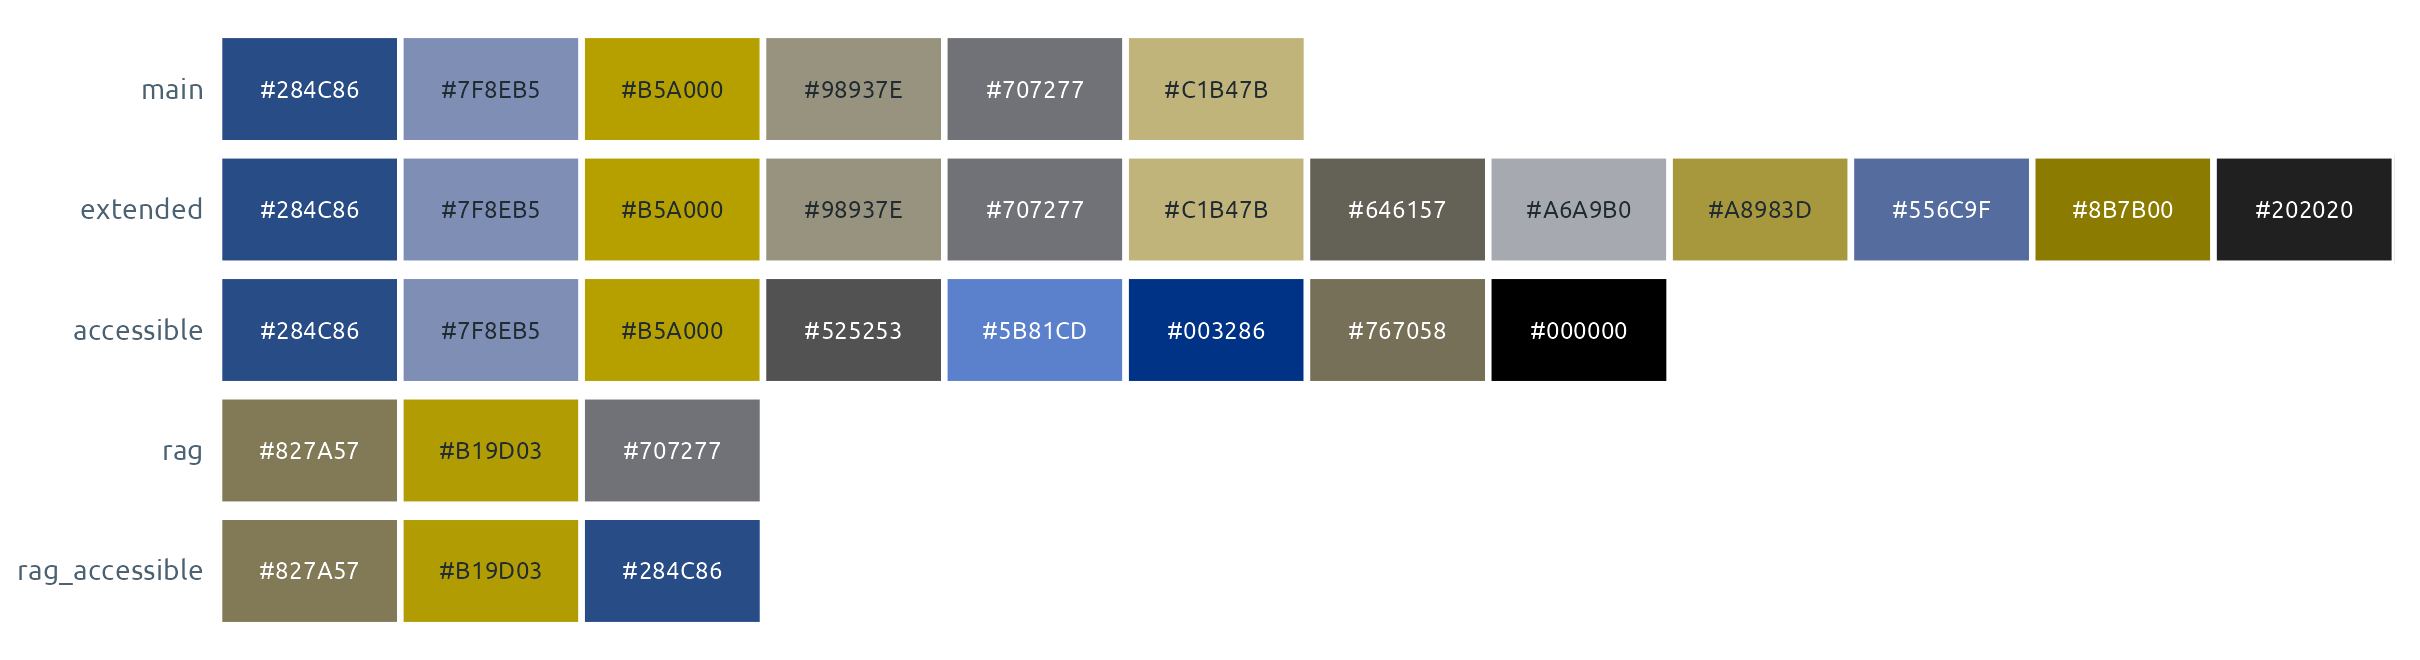 main #284C86 #7F8EB5 #B5A000 #98937E #707277 #C1B47B
extended #284C86 #7F8EB5 #B5A000 #98937E #707277 #C1B47B #646157 #A6A9B0 #A8983D #556C9F #8B7B00 #202020
accessible #284C86 #7F8EB5 #B5A000 #525253 #5B81CD #003286 #767058 #000000
rag #827A57 #B19D03 #707277
rag_accessible #827A57 #B19D03 #284C86